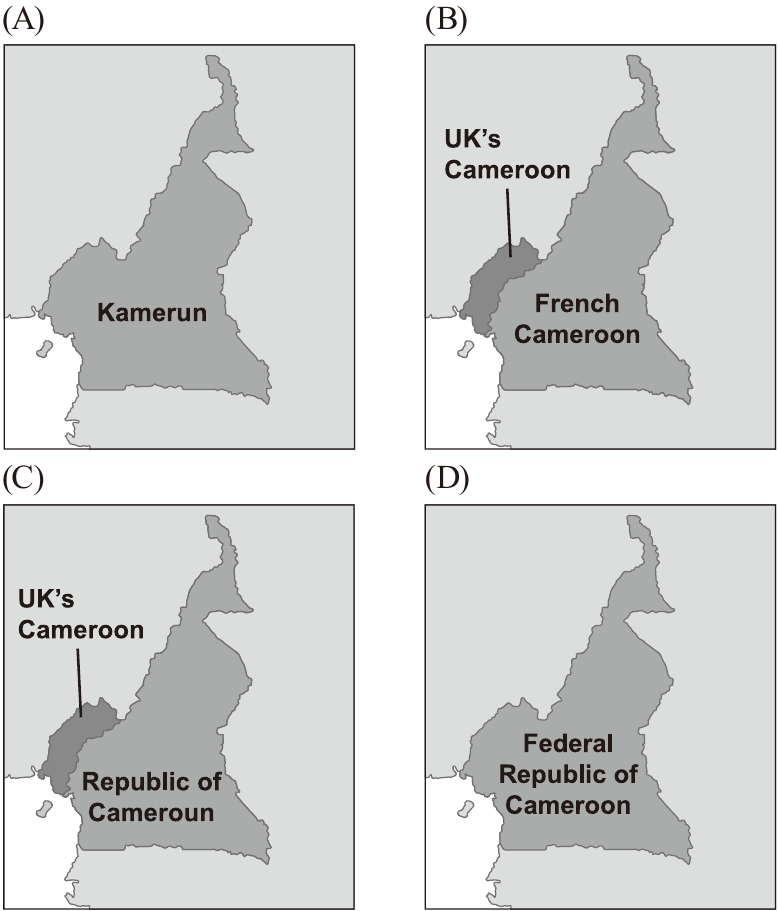 (A)
Kamerun
(B)
UK's
Cameroon
French
Cameroon
(C)
UK's
Cameroon
Republic of
Cameroun
(D)
Federal
Republic of
Cameroon